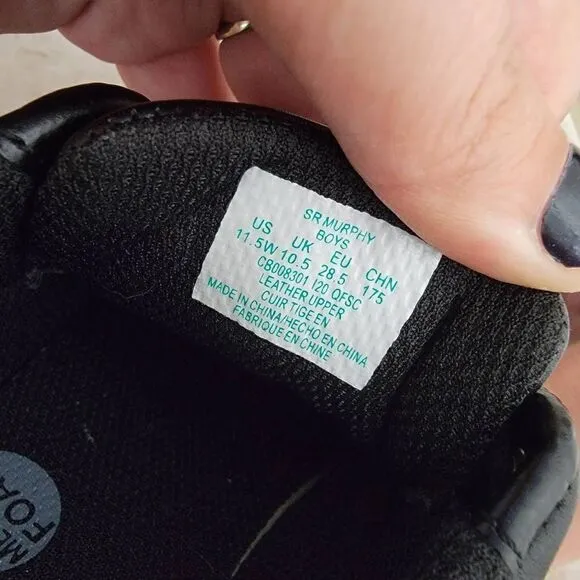 SR MURPHY
BOYS
US UK EU CHN
11.5W 10.5 28.5 175
CB008301 I20 QFSC
LEATHER UPPER
CUIR TIGE EN
MADE IN CHINA/HECHO EN CHINA
FABRIQUE EN CHINE